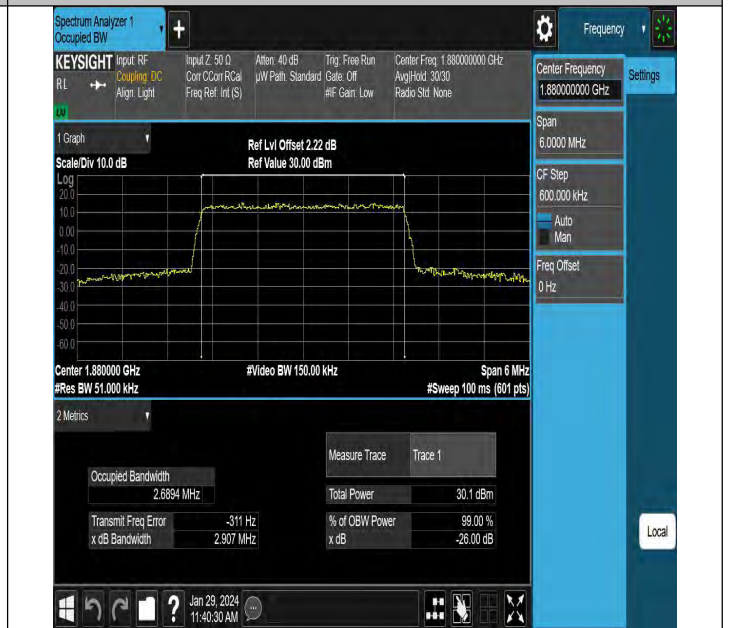 Spectrum Analyzer 1
Occupied BW
+
Frequency
KEYSIGHT
RL
Input: RF
Coupling: DC
Align: Light
Input Z: 50 Ω
Corr CCorr RCal
Freq Ref: Int (S)
Atten: 40 dB
µW Path: Standard
Trig: Free Run
Gate: Off
#IF Gain: Low
Center Freq: 1.880000000 GHz
Avg|Hold: 30/30
Radio Std: None
Center Frequency
1.880000000 GHz
Settings
Span
6.0000 MHz
CF Step
600.000 kHz
Auto
Man
Freq Offset
0 Hz
Local
1 Graph
Scale/Div 10.0 dB
Ref Lvl Offset 2.22 dB
Ref Value 30.00 dBm
Log
20.0
10.0
0.00
-10.0
-20.0
-30.0
-40.0
-50.0
-60.0
Center 1.880000 GHz
#Res BW 51.000 kHz
#Video BW 150.00 kHz
Span 6 MHz
#Sweep 100 ms (601 pts)
2 Metrics
Measure Trace Trace 1
Occupied Bandwidth
2.6894 MHz
Total Power 30.1 dBm
Transmit Freq Error -311 Hz
% of OBW Power 99.00 %
x dB Bandwidth 2.907 MHz
x dB -26.00 dB
?
Jan 29, 2024
11:40:30 AM